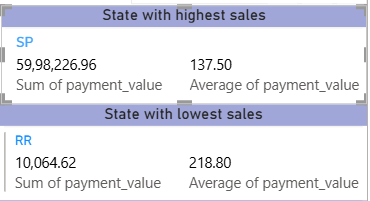 State with highest sales
SP
59,98,226.96 137.50
Sum of payment_value Average of payment_value
State with lowest sales
RR
10,064.62 218.80
Sum of payment_value Average of payment_value